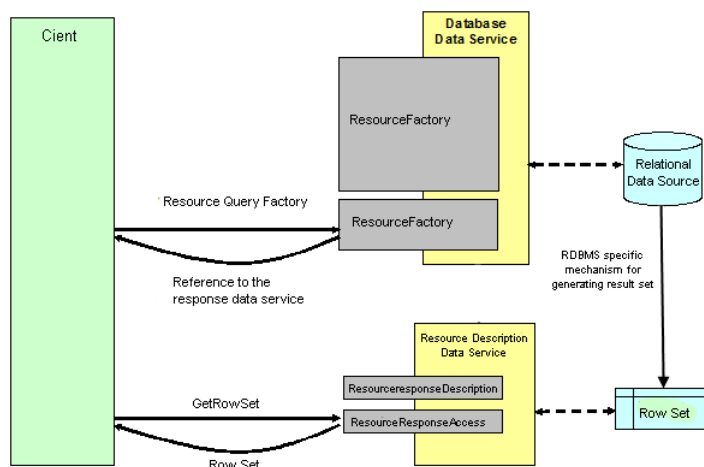 Cient
Database
Data Service
ResourceFactory
Relational
Data Source
' Resource Query Factory
ResourceFactory
Reference to the
response data service
RDBMS specific
mechanism for
generating result set
Resource Description
Data Service
ResourceresponseDescription
GetRowSet
ResourceResponseAccess
Row Set
Row Set